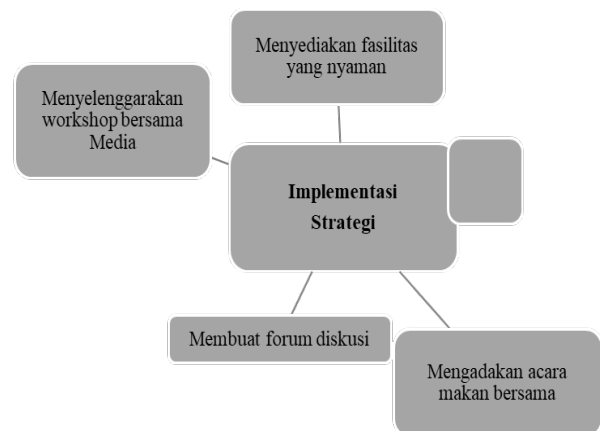 Menyediakan fasilitas
yang nyaman
Menyelenggarakan
workshop bersama
Media
Implementasi
Strategi
Membuat forum diskusi
Mengadakan acara
makan bersama